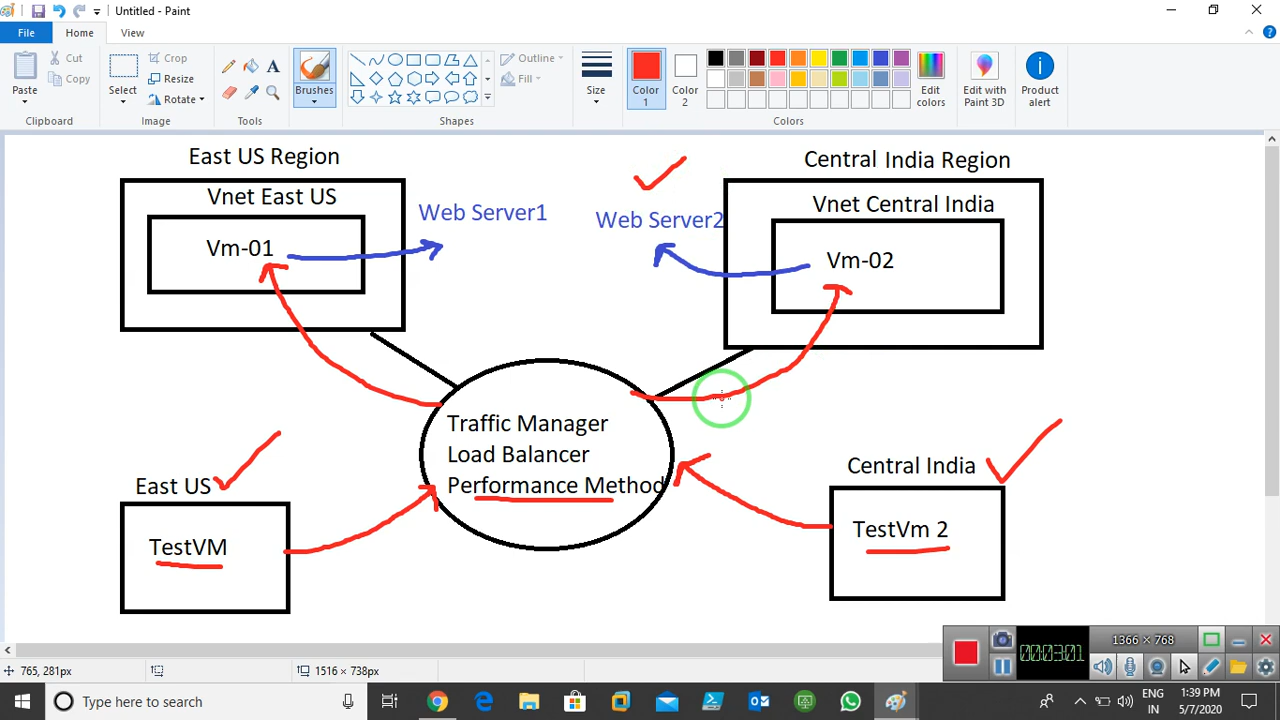 Untitled - Paint
File
Home
View
Paste
Cut
Copy
Clipboard
Select
Crop
Resize
Rotate
Image
A
Tools
Brushes
Outline
Fill
Shapes
Size
Color 1
Color 2
Edit colors
Colors
Edit with Paint 3D
Product alert
East US Region
Vnet East US
Vm-01
Web Server1
Web Server2
Central India Region
Vnet Central India
Vm-02
Traffic Manager
Load Balancer
Performance Method
East US
TestVM
Central India
TestVm 2
1366 × 768
00:03:01
765, 281px
1516 × 738px
Type here to search
ENG
IN
1:39 PM
5/7/2020